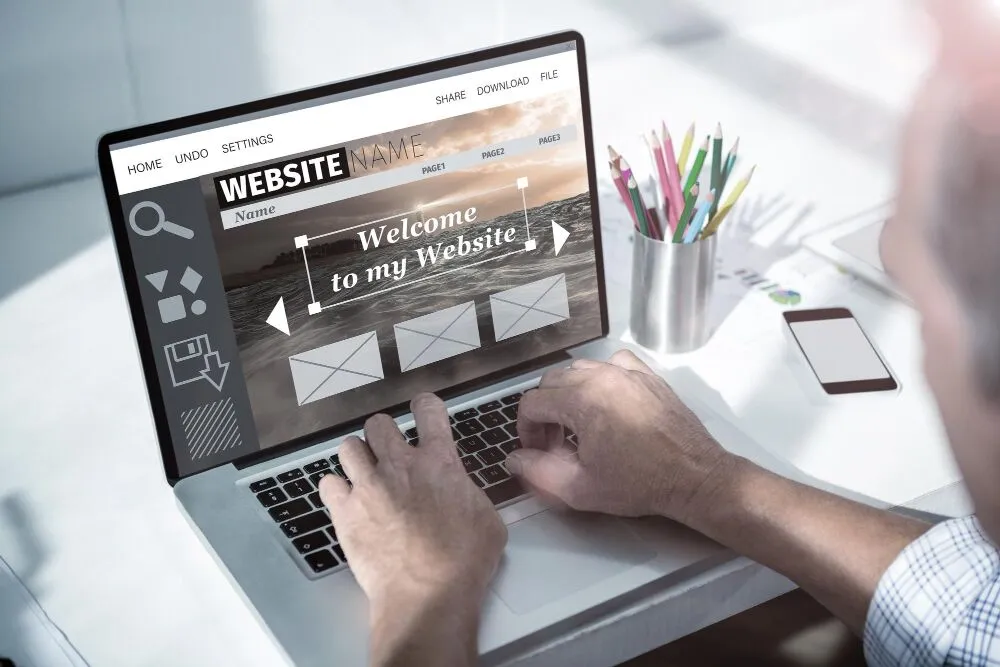 HOME UNDO SETTINGS SHARE DOWNLOAD FILE
WEBSITE NAME
Name PAGE1 PAGE2 PAGE3
Welcome
to my Website